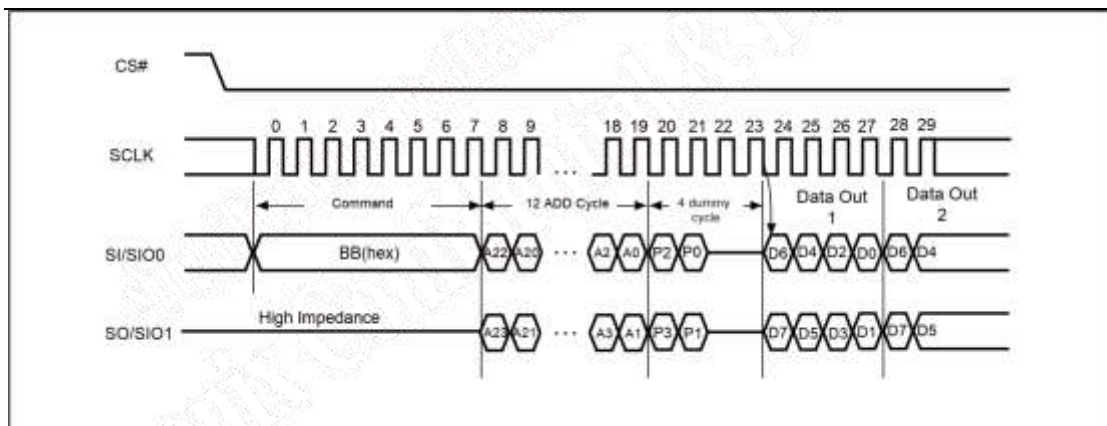 CS#
0 1 2 3 4 5 6 7 8 9 18 19 20 21 22 23 24 25 26 27 28 29
SCLK
...
Command 12 ADD Cycle 4 dummy Data Out Data Out
cycle 1 2
SI/SIO0 BB(hex) A22 A20 ... A2 A0 P2 P0 D6 D4 D2 D0 D6 D4
High Impedance
SO/SIO1 A23 A21 ... A3 A1 P3 P1 D7 D5 D3 D1 D7 D5